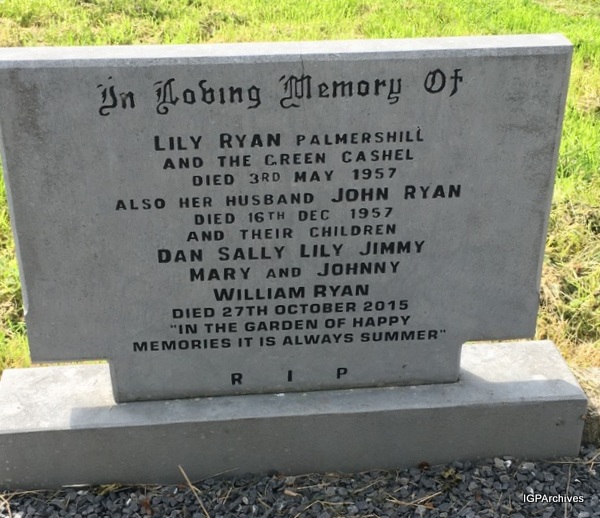 In Loving Memory Of
LILY RYAN PALMERSHILL
AND THE GREEN CASHEL
DIED 3RD MAY 1957
ALSO HER HUSBAND JOHN RYAN
DIED 16TH DEC 1957
AND THEIR CHILDREN
DAN SALLY LILY JIMMY
MARY AND JOHNNY
WILLIAM RYAN
DIED 27TH OCTOBER 2015
"IN THE GARDEN OF HAPPY
MEMORIES IT IS ALWAYS SUMMER"
R I P
IGPArchives